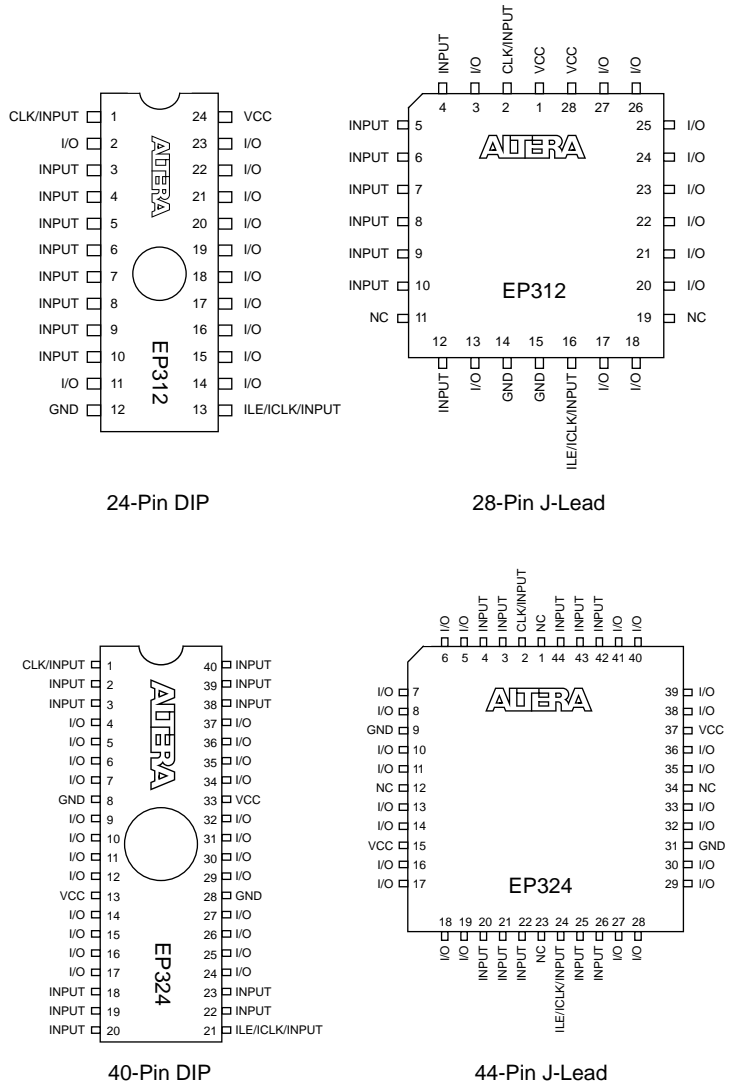 CLK/INPUT 1 24 VCC
I/O 2 23 I/O
INPUT 3 22 I/O
INPUT 4 21 I/O
INPUT 5 20 I/O
INPUT 6 19 I/O
INPUT 7 18 I/O
INPUT 8 17 I/O
INPUT 9 16 I/O
INPUT 10 15 I/O
I/O 11 14 I/O
GND 12 13 ILE/ICLK/INPUT
ALTERA
EP312
24-Pin DIP
INPUT I/O CLK/INPUT VCC VCC I/O I/O
4 3 2 1 28 27 26
INPUT 5 25 I/O
INPUT 6 24 I/O
INPUT 7 23 I/O
INPUT 8 22 I/O
INPUT 9 21 I/O
INPUT 10 20 I/O
NC 11 19 NC
ALTERA
EP312
12 13 14 15 16 17 18
INPUT I/O GND GND ILE/ICLK/INPUT I/O I/O
28-Pin J-Lead
CLK/INPUT 1 40 INPUT
INPUT 2 39 INPUT
INPUT 3 38 INPUT
I/O 4 37 I/O
I/O 5 36 I/O
I/O 6 35 I/O
I/O 7 34 I/O
GND 8 33 VCC
I/O 9 32 I/O
I/O 10 31 I/O
I/O 11 30 I/O
I/O 12 29 I/O
VCC 13 28 GND
I/O 14 27 I/O
I/O 15 26 I/O
I/O 16 25 I/O
I/O 17 24 I/O
INPUT 18 23 INPUT
INPUT 19 22 INPUT
INPUT 20 21 ILE/ICLK/INPUT
ALTERA
EP324
40-Pin DIP
I/O I/O INPUT INPUT CLK/INPUT NC INPUT INPUT INPUT I/O I/O
6 5 4 3 2 1 44 43 42 41 40
I/O 7 39 I/O
I/O 8 38 I/O
GND 9 37 VCC
I/O 10 36 I/O
I/O 11 35 I/O
NC 12 34 NC
I/O 13 33 I/O
I/O 14 32 I/O
VCC 15 31 GND
I/O 16 30 I/O
I/O 17 29 I/O
ALTERA
EP324
18 19 20 21 22 23 24 25 26 27 28
I/O I/O INPUT INPUT INPUT NC ILE/ICLK/INPUT INPUT INPUT I/O I/O
44-Pin J-Lead